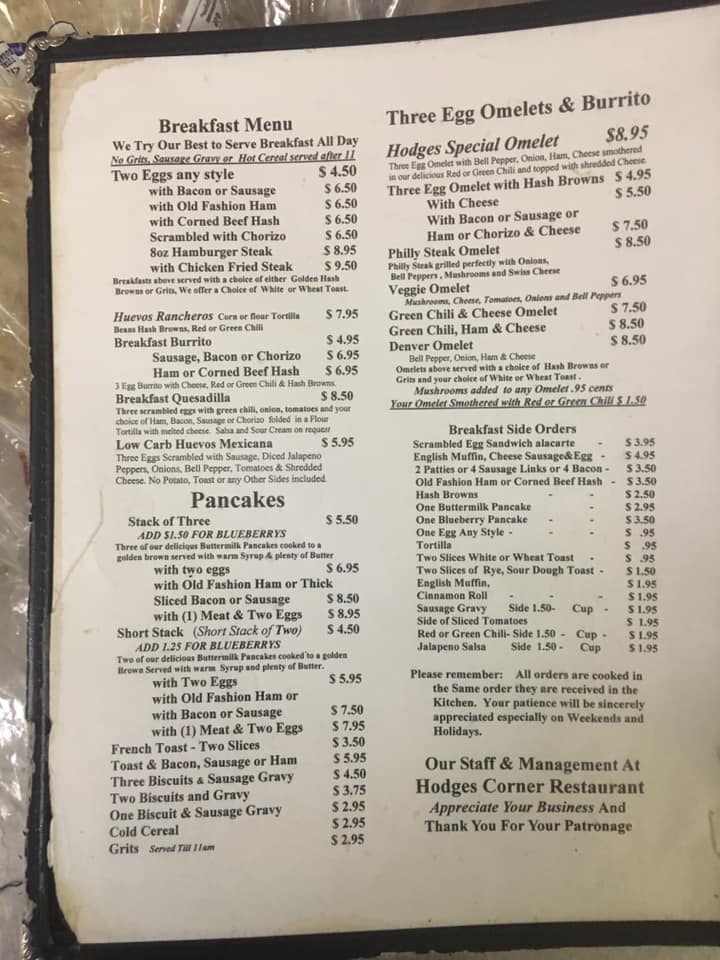 Breakfast Menu
We Try Our Best to Serve Breakfast All Day
No Grits, Sausage Gravy or Hot Cereal served after 11
Two Eggs any style $ 4.50
with Bacon or Sausage $ 6.50
with Old Fashion Ham $ 6.50
with Corned Beef Hash $ 6.50
Scrambled with Chorizo $ 6.50
8oz Hamburger Steak $ 8.95
with Chicken Fried Steak $ 9.50
Breakfasts above served with a choice of either Golden Hash
Browns or Grits, We offer a Choice of White or Wheat Toast.
Huevos Rancheros Corn or flour Tortilla $ 7.95
Beans Hash Browns, Red or Green Chili
Breakfast Burrito $ 4.95
Sausage, Bacon or Chorizo $ 6.95
Ham or Corned Beef Hash $ 6.95
3 Egg Burrito with Cheese, Red or Green Chili & Hash Browns.
Breakfast Quesadilla $ 8.50
Three scrambled eggs with green chili, onion, tomatoes and your
choice of Ham, Bacon, Sausage or Chorizo folded in a Flour
Tortilla with melted cheese. Salsa and Sour Cream on request
Low Carb Huevos Mexicana $ 5.95
Three Eggs Scrambled with Sausage, Diced Jalapeno
Peppers, Onions, Bell Pepper, Tomatoes & Shredded
Cheese. No Potato, Toast or any Other Sides included.
Pancakes
Stack of Three $ 5.50
ADD $1.50 FOR BLUEBERRYS
Three of our delicious Buttermilk Pancakes cooked to a
golden brown served with warm Syrup & plenty of Butter
with two eggs $ 6.95
with Old Fashion Ham or Thick
Sliced Bacon or Sausage $ 8.50
with (1) Meat & Two Eggs $ 8.95
Short Stack (Short Stack of Two) $ 4.50
ADD 1.25 FOR BLUEBERRYS
Two of our delicious Buttermilk Pancakes cooked to a golden
Brown Served with warm Syrup and plenty of Butter.
with Two Eggs $ 5.95
with Old Fashion Ham or
with Bacon or Sausage $ 7.50
with (1) Meat & Two Eggs $ 7.95
French Toast - Two Slices $ 3.50
Toast & Bacon, Sausage or Ham $ 5.95
Three Biscuits & Sausage Gravy $ 4.50
Two Biscuits and Gravy $ 3.75
One Biscuit & Sausage Gravy $ 2.95
Cold Cereal $ 2.95
Grits Served Till 11am $ 2.95
Three Egg Omelets & Burrito
Hodges Special Omelet $8.95
Three Egg Omelet with Bell Pepper, Onion, Ham, Cheese smothered
in our delicious Red or Green Chili and topped with shredded Cheese.
Three Egg Omelet with Hash Browns $ 4.95
With Cheese $ 5.50
With Bacon or Sausage or
Ham or Chorizo & Cheese $ 7.50
Philly Steak Omelet $ 8.50
Philly Steak grilled perfectly with Onions,
Bell Peppers , Mushrooms and Swiss Cheese
Veggie Omelet $ 6.95
Mushrooms, Cheese, Tomatoes, Onions and Bell Peppers
Green Chili & Cheese Omelet $ 7.50
Green Chili, Ham & Cheese $ 8.50
Denver Omelet $ 8.50
Bell Pepper, Onion, Ham & Cheese
Omelets above served with a choice of Hash Browns or
Grits and your choice of White or Wheat Toast .
Mushrooms added to any Omelet .95 cents
Your Omelet Smothered with Red or Green Chili $ 1.50
Breakfast Side Orders
Scrambled Egg Sandwich alacarte - $ 3.95
English Muffin, Cheese Sausage&Egg - $ 4.95
2 Patties or 4 Sausage Links or 4 Bacon - $ 3.50
Old Fashion Ham or Corned Beef Hash - $ 3.50
Hash Browns - - $ 2.50
One Buttermilk Pancake - $ 2.95
One Blueberry Pancake - - $ 3.50
One Egg Any Style - - - $ .95
Tortilla $ .95
Two Slices White or Wheat Toast - $ .95
Two Slices of Rye, Sour Dough Toast - $ 1.50
English Muffin, $ 1.95
Cinnamon Roll - - - $ 1.95
Sausage Gravy Side 1.50- Cup - $ 1.95
Side of Sliced Tomatoes $ 1.95
Red or Green Chili- Side 1.50 - Cup - $ 1.95
Jalapeno Salsa Side 1.50 - Cup $ 1.95
Please remember: All orders are cooked in
the Same order they are received in the
Kitchen. Your patience will be sincerely
appreciated especially on Weekends and
Holidays.
Our Staff & Management At
Hodges Corner Restaurant
Appreciate Your Business And
Thank You For Your Patronage